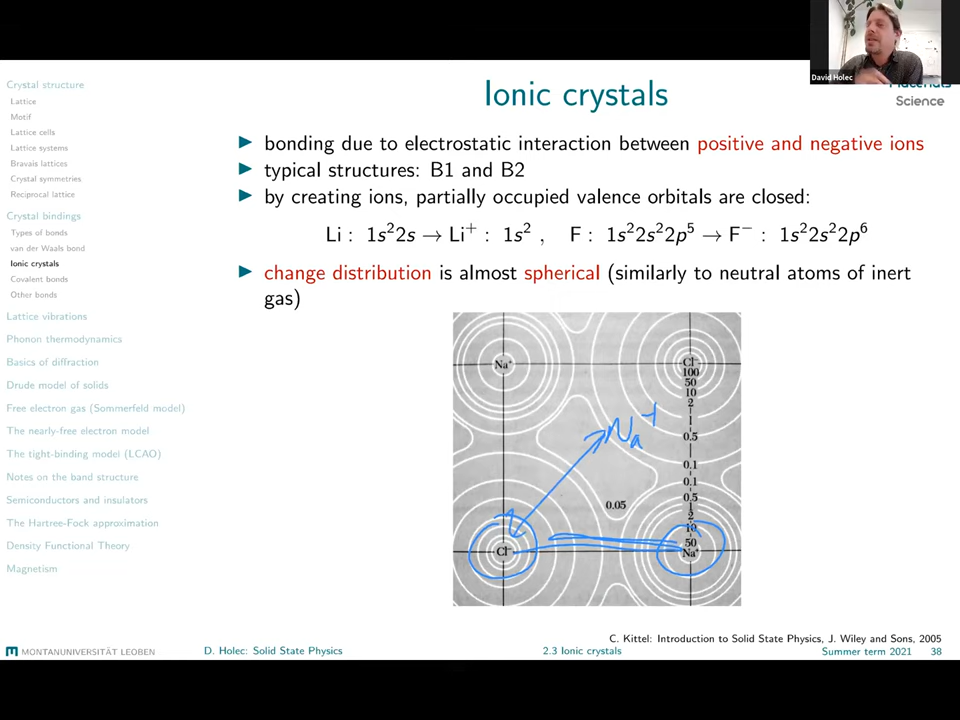 David Holec
Materials
Science
Crystal structure
Lattice
Motif
Lattice cells
Lattice systems
Bravais lattices
Crystal symmetries
Reciprocal lattice
Crystal bindings
Types of bonds
van der Waals bond
Ionic crystals
Covalent bonds
Other bonds
Lattice vibrations
Phonon thermodynamics
Basics of diffraction
Drude model of solids
Free electron gas (Sommerfeld model)
The nearly-free electron model
The tight-binding model (LCAO)
Notes on the band structure
Semiconductors and insulators
The Hartree-Fock approximation
Density Functional Theory
Magnetism
Ionic crystals
▶ bonding due to electrostatic interaction between positive and negative ions
▶ typical structures: B1 and B2
▶ by creating ions, partially occupied valence orbitals are closed:
Li : 1s²2s → Li⁺ : 1s² , F : 1s²2s²2p⁵ → F⁻ : 1s²2s²2p⁶
▶ change distribution is almost spherical (similarly to neutral atoms of inert
gas)
Na⁺
Cl⁻
100
50
10
2
1
0.5
0.1
0.1
0.5
2
10
50
Na⁺
0.05
Cl⁻
Na⁺
C. Kittel: Introduction to Solid State Physics, J. Wiley and Sons, 2005
MONTANUNIVERSITÄT LEOBEN
D. Holec: Solid State Physics
2.3 Ionic crystals
Summer term 2021 38